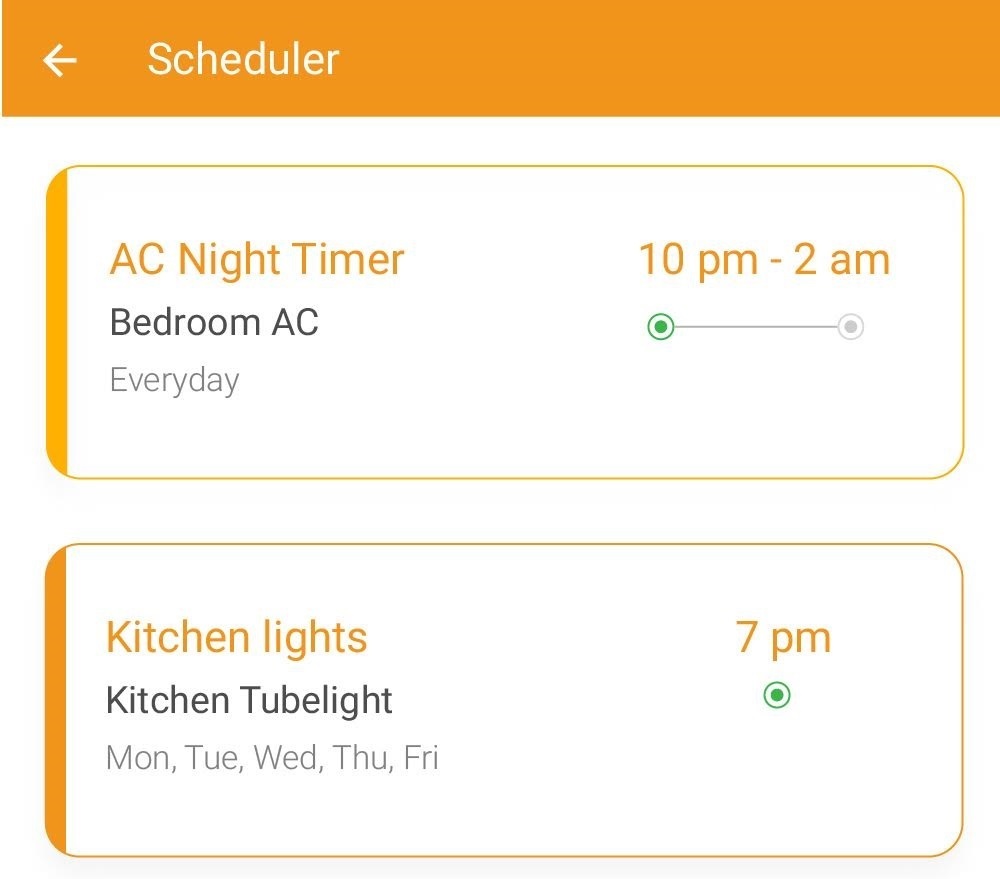 Scheduler
AC Night Timer
10 pm - 2 am
Bedroom AC
Everyday
Kitchen lights
7 pm
Kitchen Tubelight
Mon, Tue, Wed, Thu, Fri